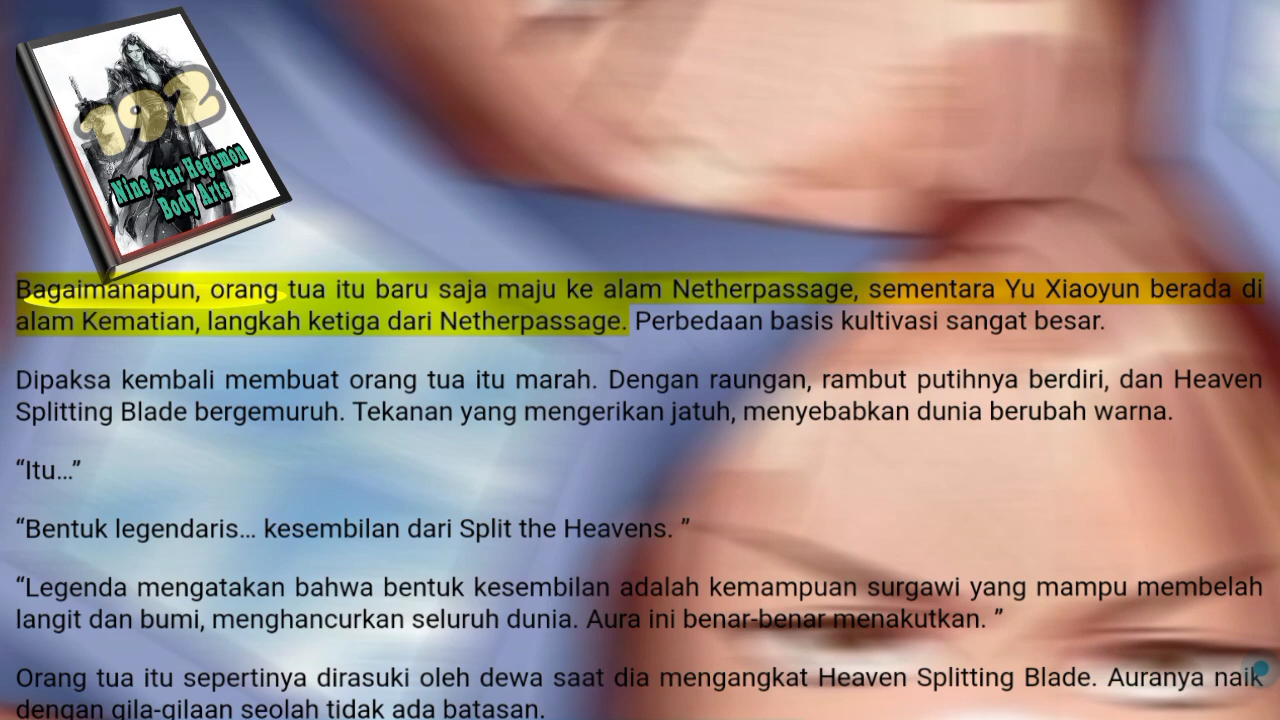 192
Nine Star Hegemon
Body Arts
Bagaimanapun, orang tua itu baru saja maju ke alam Netherpassage, sementara Yu Xiaoyun berada di
alam Kematian, langkah ketiga dari Netherpassage. Perbedaan basis kultivasi sangat besar.
Dipaksa kembali membuat orang tua itu marah. Dengan raungan, rambut putihnya berdiri, dan Heaven
Splitting Blade bergemuruh. Tekanan yang mengerikan jatuh, menyebabkan dunia berubah warna.
“Itu…”
“Bentuk legendaris… kesembilan dari Split the Heavens. ”
“Legenda mengatakan bahwa bentuk kesembilan adalah kemampuan surgawi yang mampu membelah
langit dan bumi, menghancurkan seluruh dunia. Aura ini benar-benar menakutkan. ”
Orang tua itu sepertinya dirasuki oleh dewa saat dia mengangkat Heaven Splitting Blade. Auranya naik
dengan gila-gilaan seolah tidak ada batasan.